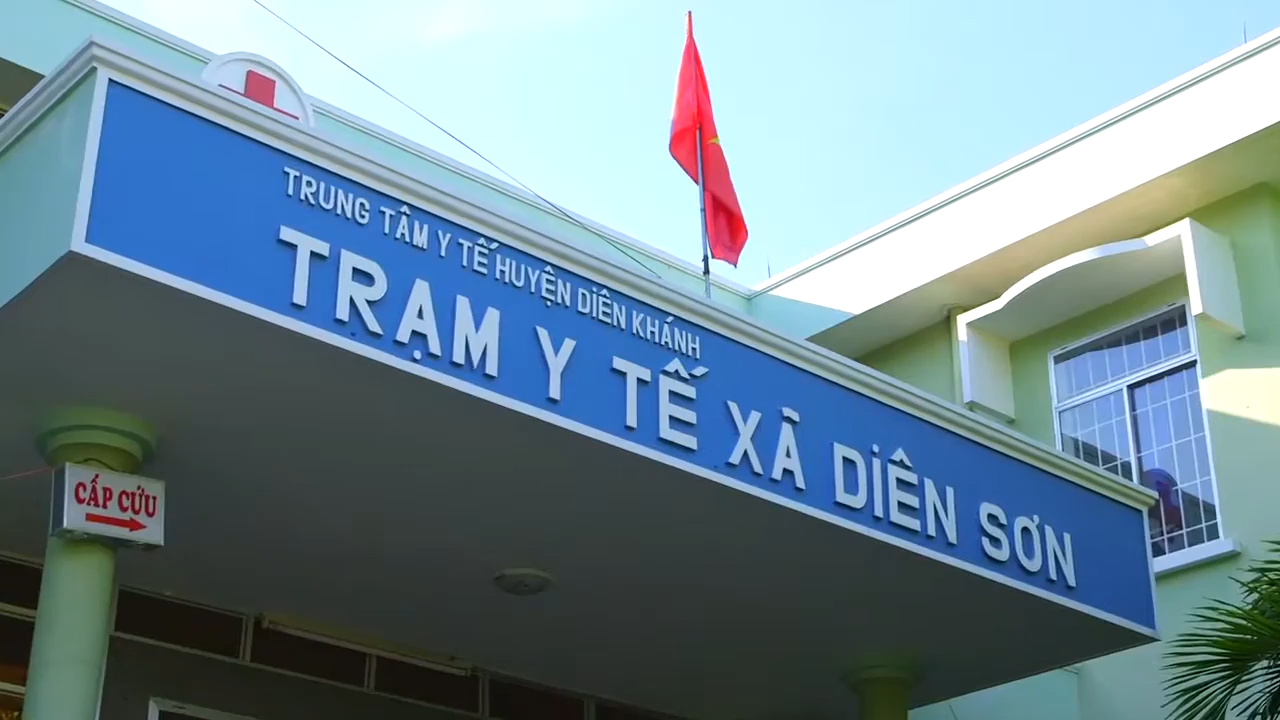 TRUNG TÂM Y TẾ HUYỆN DIÊN KHÁNH
TRẠM Y TẾ XÃ DIÊN SƠN
CẤP CỨU